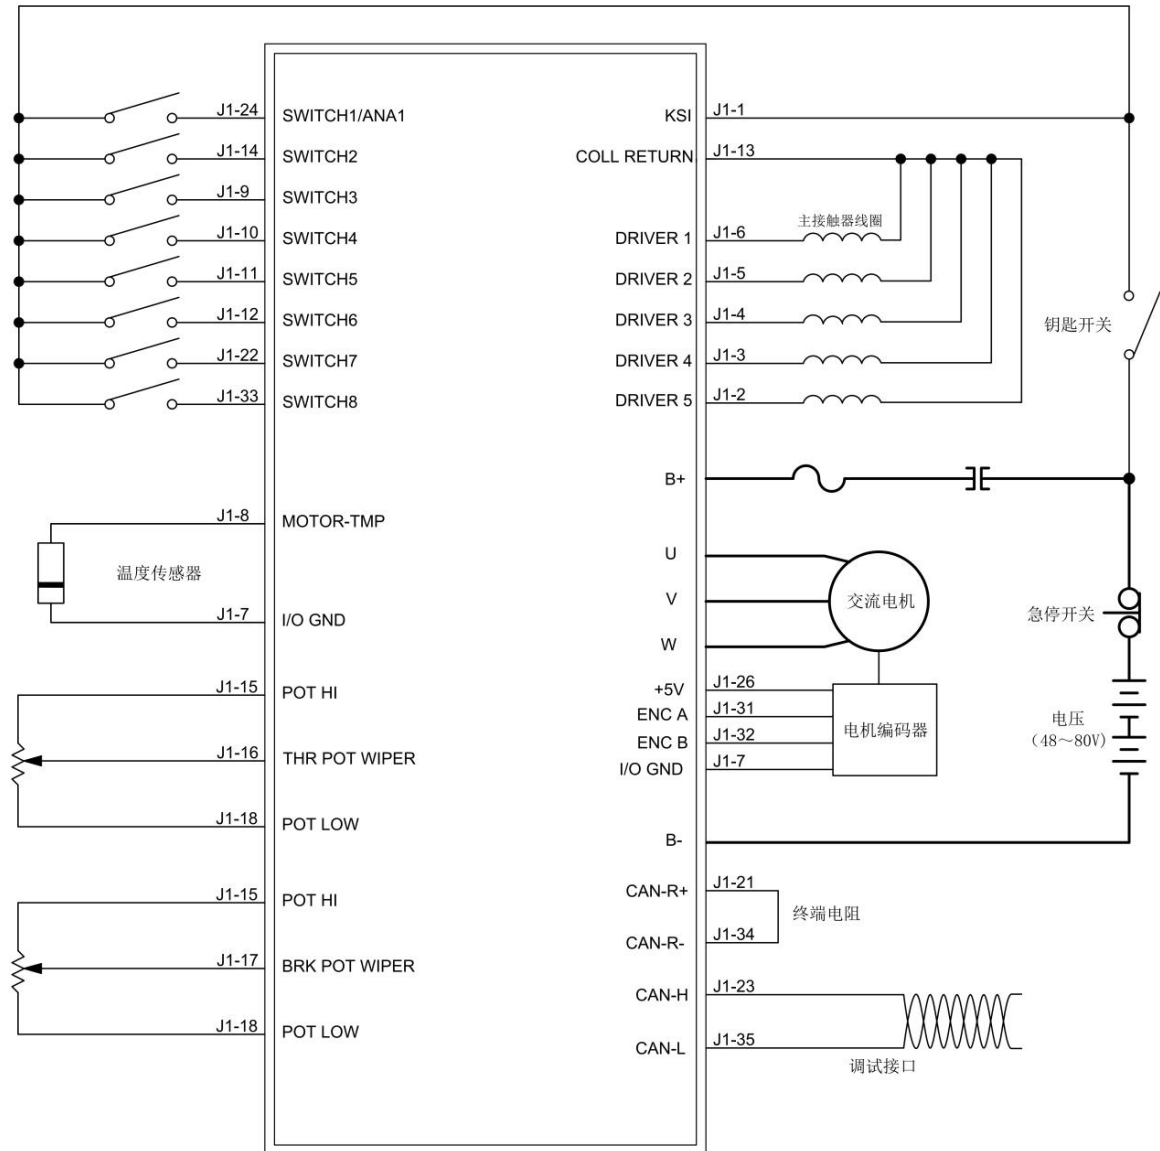 J1-24 SWITCH1/ANA1
J1-14 SWITCH2
J1-9 SWITCH3
J1-10 SWITCH4
J1-11 SWITCH5
J1-12 SWITCH6
J1-22 SWITCH7
J1-33 SWITCH8
J1-8 MOTOR-TMP
温度传感器
J1-7 I/O GND
J1-15 POT HI
J1-16 THR POT WIPER
J1-18 POT LOW
J1-15 POT HI
J1-17 BRK POT WIPER
J1-18 POT LOW
KSI J1-1
COLL RETURN J1-13
主接触器线圈
DRIVER 1 J1-6
DRIVER 2 J1-5
DRIVER 3 J1-4
DRIVER 4 J1-3
DRIVER 5 J1-2
钥匙开关
B+
U
V
W
交流电机
急停开关
+5V J1-26
ENC A J1-31
ENC B J1-32
I/O GND J1-7
电机编码器
电压
(48～80V)
B-
CAN-R+ J1-21
终端电阻
CAN-R- J1-34
CAN-H J1-23
CAN-L J1-35
调试接口